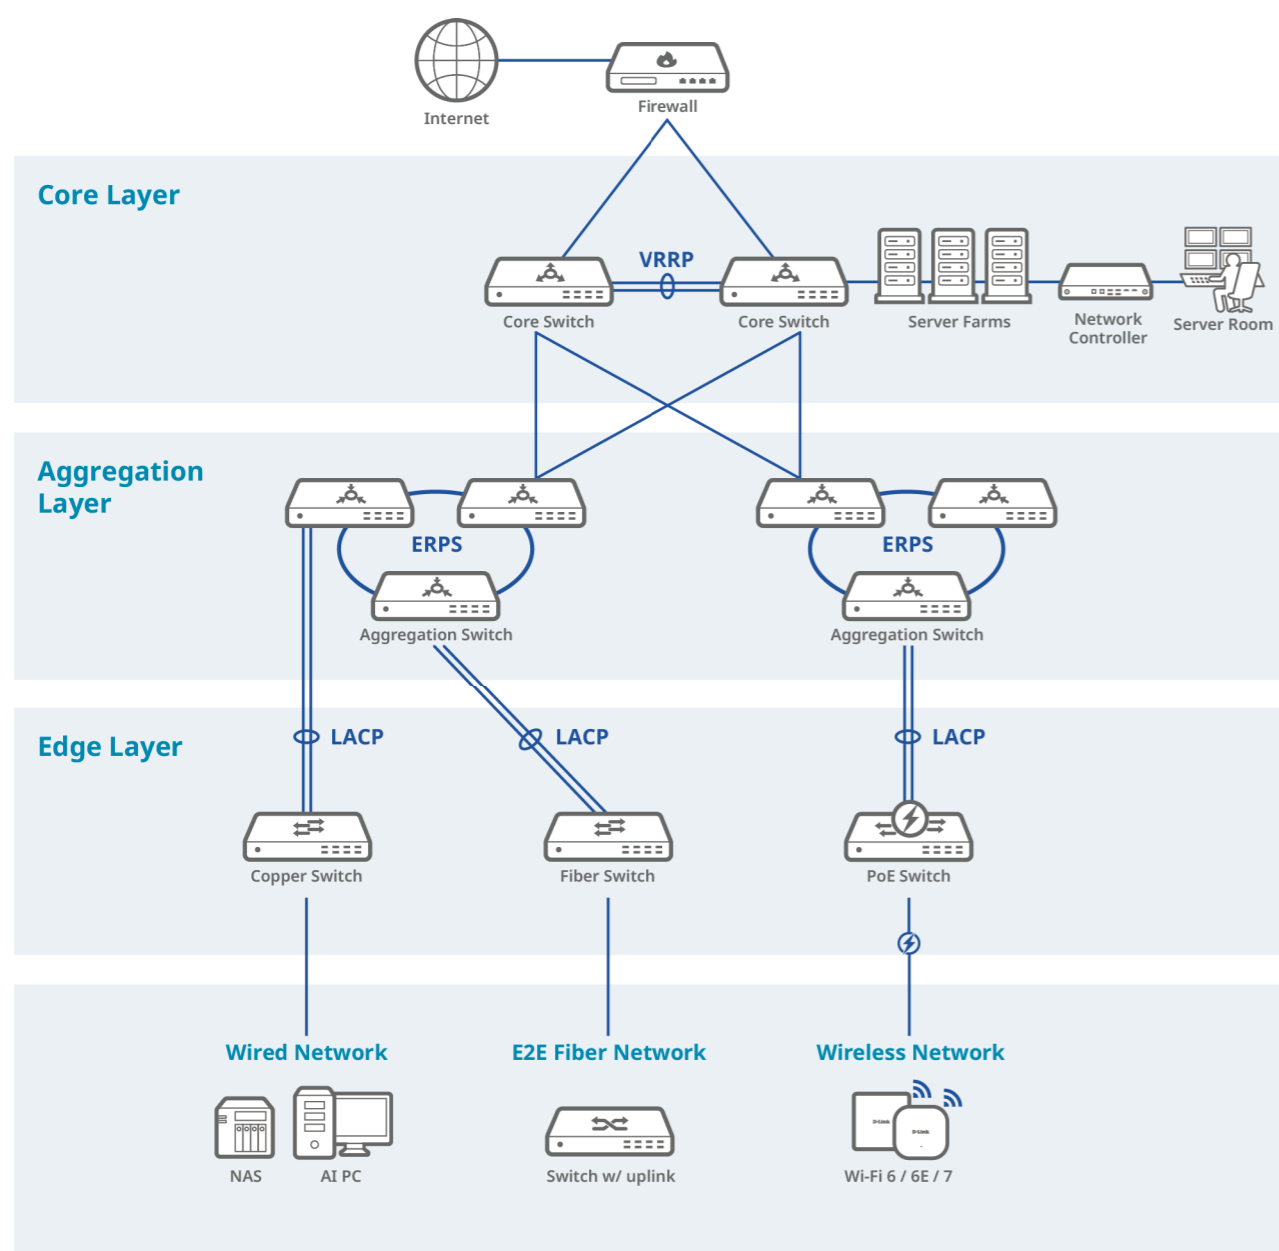 Internet
Firewall
Core Layer
VRRP
Core Switch
Core Switch
Server Farms
Network
Controller
Server Room
Aggregation
Layer
ERPS
ERPS
Aggregation Switch
Aggregation Switch
Edge Layer
LACP
LACP
LACP
Copper Switch
Fiber Switch
PoE Switch
Wired Network
E2E Fiber Network
Wireless Network
D-Link
D-Link
NAS
AI PC
Switch w/ uplink
Wi-Fi 6 / 6E / 7